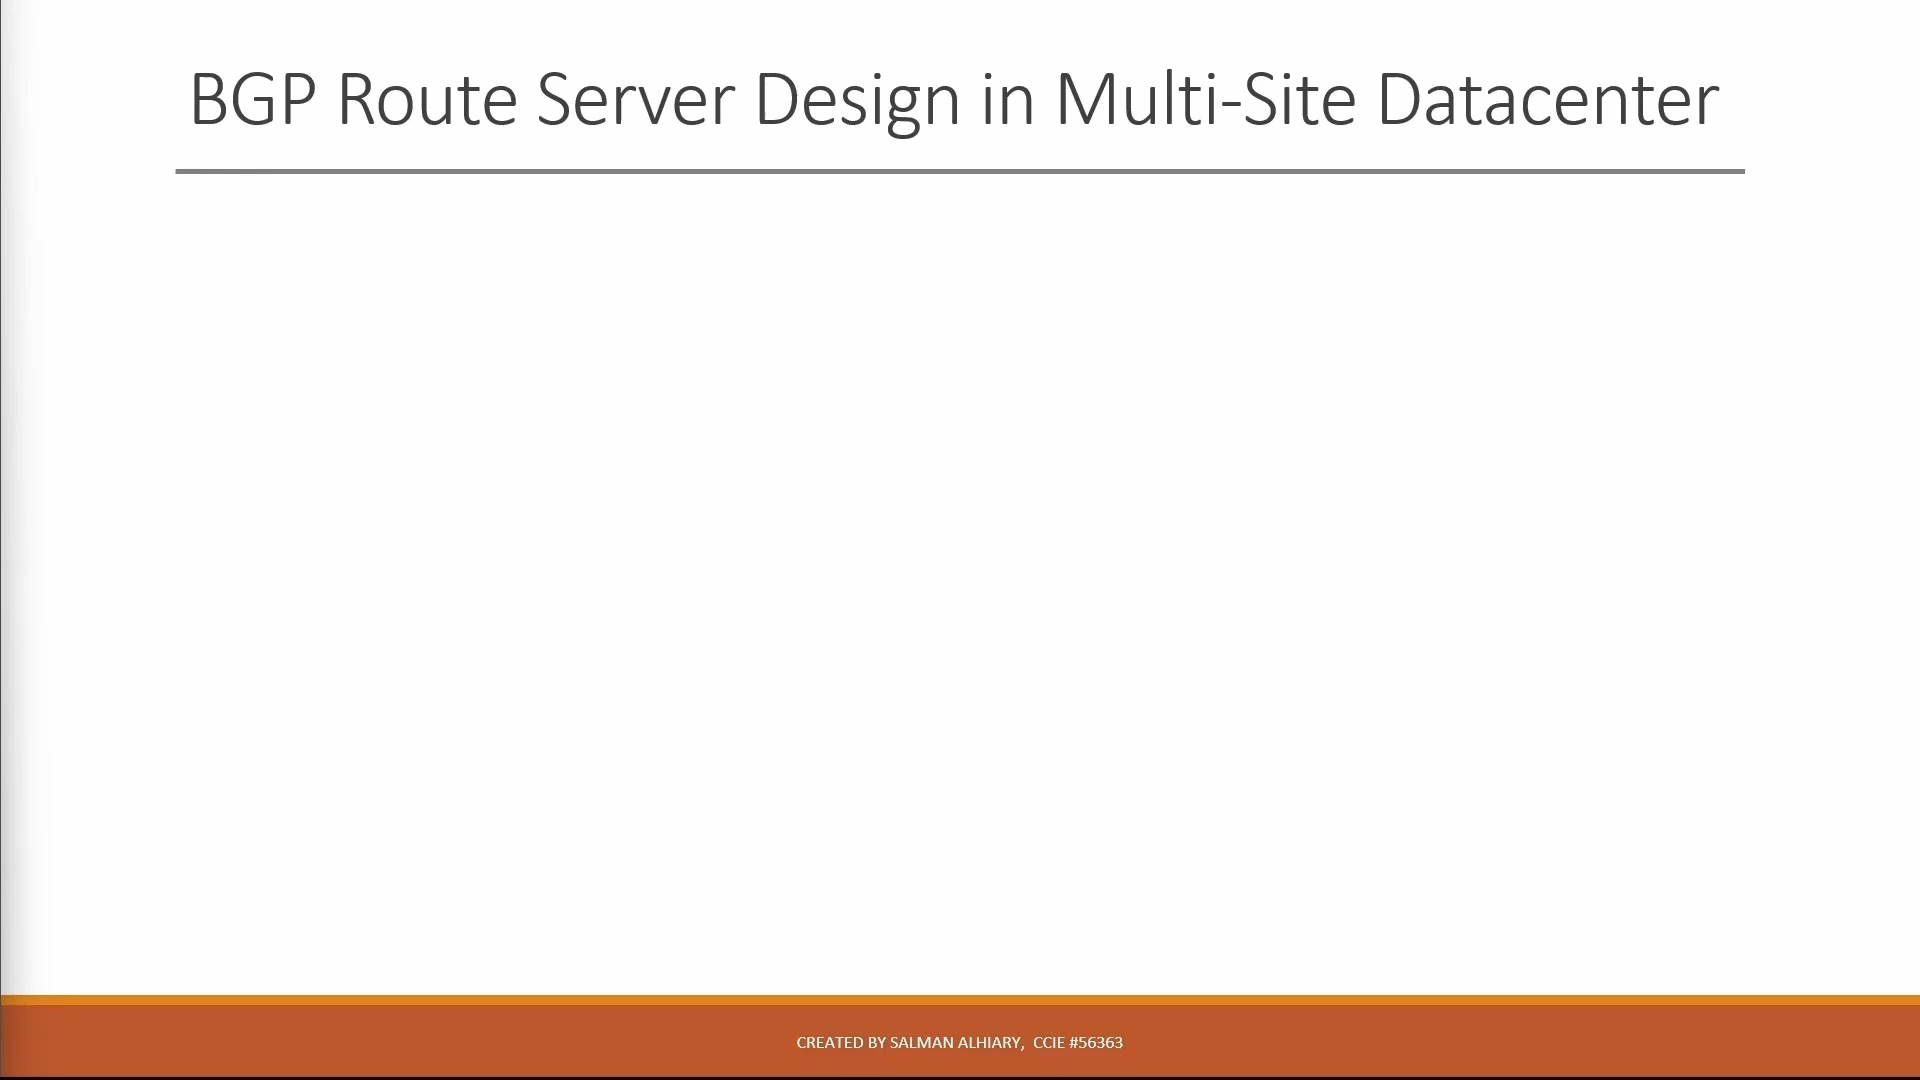 BGP Route Server Design in Multi-Site Datacenter
CREATED BY SALMAN ALHIARY, CCIE #56363